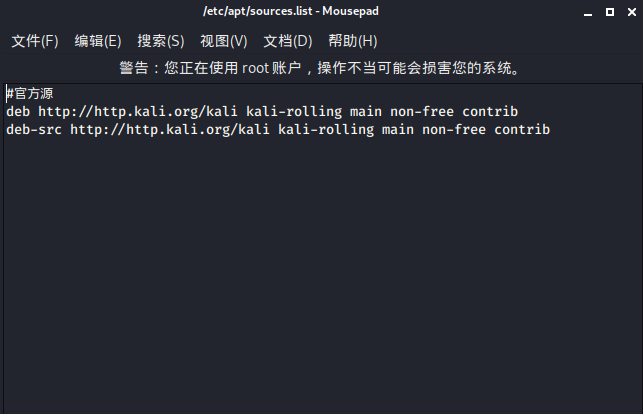 /etc/apt/sources.list - Mousepad
文件(F) 编辑(E) 搜索(S) 视图(V) 文档(D) 帮助(H)
警告：您正在使用 root 账户，操作不当可能会损害您的系统。
#官方源
deb http://http.kali.org/kali kali-rolling main non-free contrib
deb-src http://http.kali.org/kali kali-rolling main non-free contrib